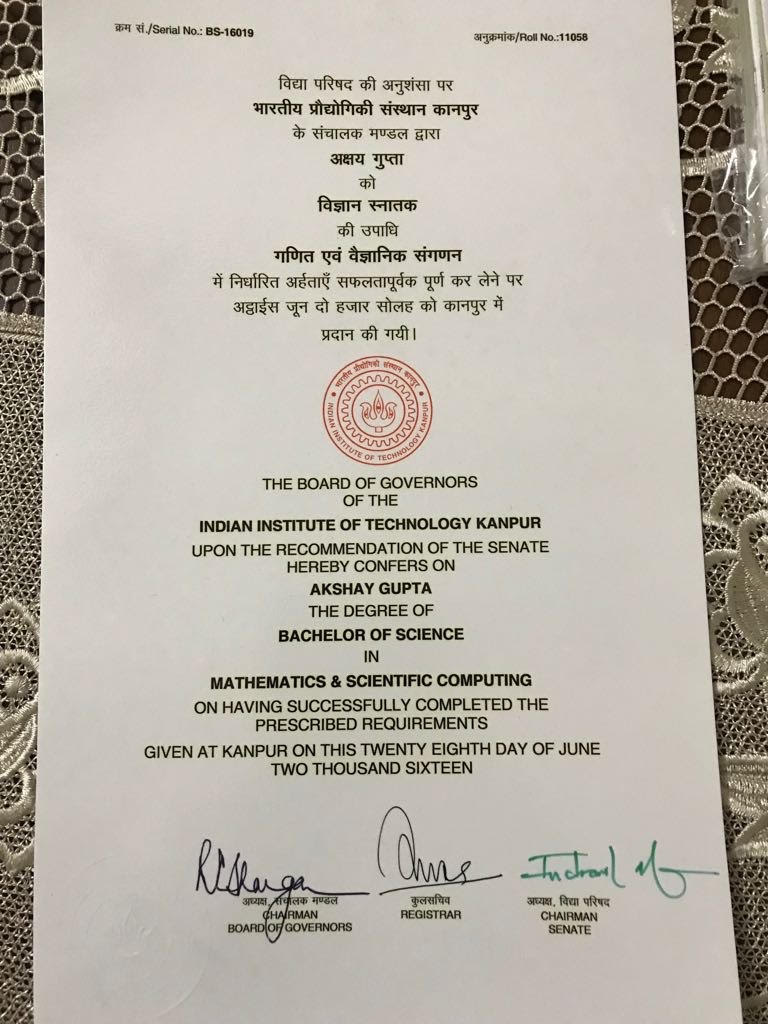 क्रम सं./Serial No.: BS-16019
अनुक्रमांक/Roll No.:11058
विद्या परिषद की अनुशंसा पर
भारतीय प्रौद्योगिकी संस्थान कानपुर
के संचालक मण्डल द्वारा
अक्षय गुप्ता
को
विज्ञान स्नातक
की उपाधि
गणित एवं वैज्ञानिक संगणन
में निर्धारित अर्हताएँ सफलतापूर्वक पूर्ण कर लेने पर
अट्ठाईस जून दो हजार सोलह को कानपुर में
प्रदान की गयी।
भारतीय प्रौद्योगिकी संस्थान कानपुर
INDIAN INSTITUTE OF TECHNOLOGY KANPUR
THE BOARD OF GOVERNORS
OF THE
INDIAN INSTITUTE OF TECHNOLOGY KANPUR
UPON THE RECOMMENDATION OF THE SENATE
HEREBY CONFERS ON
AKSHAY GUPTA
THE DEGREE OF
BACHELOR OF SCIENCE
IN
MATHEMATICS & SCIENTIFIC COMPUTING
ON HAVING SUCCESSFULLY COMPLETED THE
PRESCRIBED REQUIREMENTS
GIVEN AT KANPUR ON THIS TWENTY EIGHTH DAY OF JUNE
TWO THOUSAND SIXTEEN
अध्यक्ष, संचालक मण्डल
CHAIRMAN
BOARD OF GOVERNORS
कुलसचिव
REGISTRAR
अध्यक्ष, विद्या परिषद
CHAIRMAN
SENATE